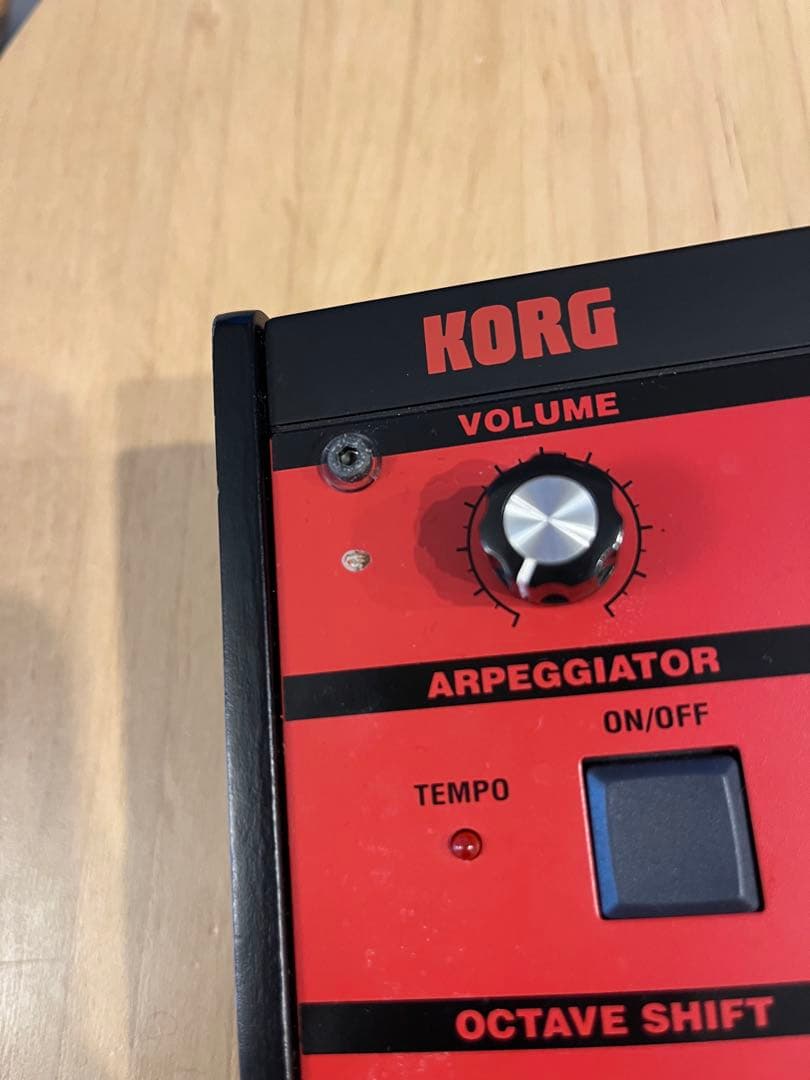 KORG
VOLUME
ARPEGGIATOR
ON/OFF
TEMPO
OCTAVE SHIFT